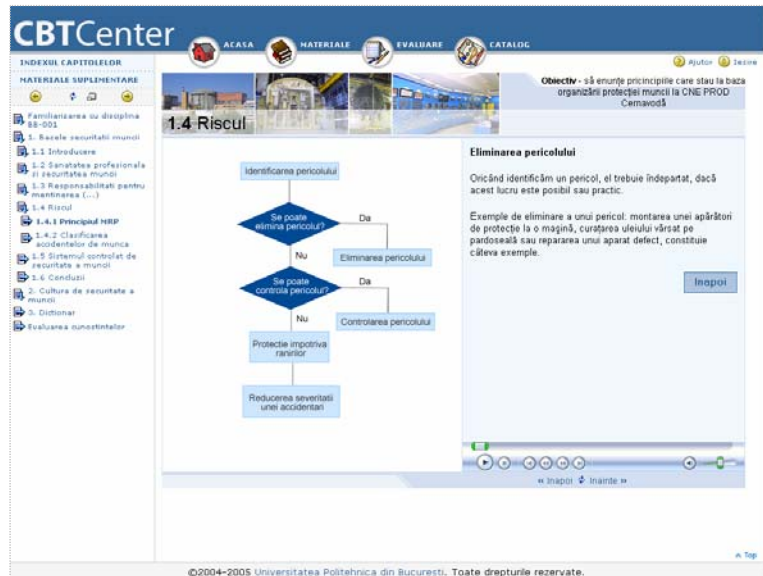 CBTCenter
ACASA
MATERIALE
EVALUARE
CATALOG
INDEXUL CAPITOLELOR
Ajutor
Iesire
MATERIALE SUPLIMENTARE
Familiarizarea cu disciplina
BB-001
1. Bazele securitatii muncii
1.1 Introducere
1.2 Sanatatea profesionala
si securitatea muncii
1.3 Responsabilitati pentru
mentinerea (...)
1.4 Riscul
1.4.1 Principiul MRP
1.4.2 Clasificarea
accidentelor de munca
1.5 Sistemul controlat de
securitate a muncii
1.6 Concluzii
2. Cultura de securitate a
muncii
3. Dictionar
Evaluarea cunostintelor
Obiectiv - să enunţe pricincipiile care stau la baza
organizării protecţiei muncii la CNE PROD
Cernavodă
1.4 Riscul
Identificarea pericolului
Se poate
elimina pericolul?
Da
Nu
Eliminarea pericolului
Se poate
controla pericolul?
Da
Nu
Controlarea pericolului
Protectie impotriva
ranirilor
Reducerea severitatii
unei accidentari
Eliminarea pericolului
Oricând identificăm un pericol, el trebuie îndepartat, dacă
acest lucru este posibil sau practic.
Exemple de eliminare a unui pericol: montarea unei apărători
de protecţie la o maşină, curaţarea uleiului vărsat pe
pardoseală sau repararea unui aparat defect, constituie
câteva exemple.
Inapoi
« Inapoi
Inainte »
Top
©2004-2005 Universitatea Politehnica din Bucuresti. Toate drepturile rezervate.